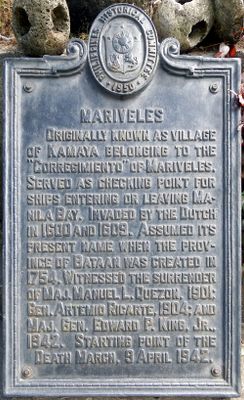 PHILIPPINES HISTORICAL COMMITTEE
1950
MARIVELES
ORIGINALLY KNOWN AS VILLAGE
OF KAMAYA BELONGING TO THE
"CORREGIMIENTO" OF MARIVELES.
SERVED AS CHECKING POINT FOR
SHIPS ENTERING OR LEAVING MA-
NILA BAY. INVADED BY THE DUTCH
IN 1600 AND 1609. ASSUMED ITS
PRESENT NAME WHEN THE PROV-
INCE OF BATAAN WAS CREATED IN
1754. WITNESSED THE SURRENDER
OF MAJ. MANUEL L. QUEZON, 1901;
GEN. ARTEMIO RICARTE, 1904; AND
MAJ. GEN. EDWARD P. KING, JR.,
1942. STARTING POINT OF THE
DEATH MARCH, 9 APRIL 1942.